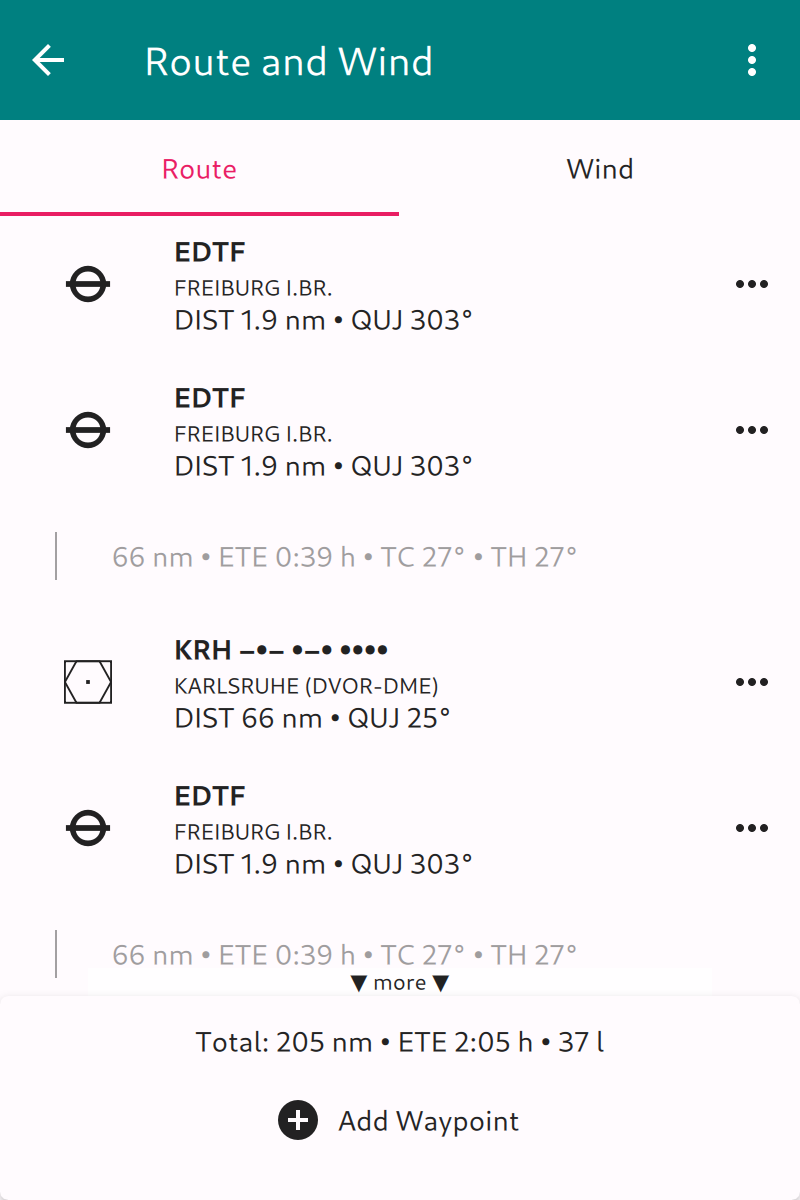 Route and Wind
Route
Wind
EDTF
FREIBURG I.BR.
DIST 1.9 nm • QUJ 303°
EDTF
FREIBURG I.BR.
DIST 1.9 nm • QUJ 303°
66 nm • ETE 0:39 h • TC 27° • TH 27°
KRH –•– •–• ••••
KARLSRUHE (DVOR-DME)
DIST 66 nm • QUJ 25°
EDTF
FREIBURG I.BR.
DIST 1.9 nm • QUJ 303°
66 nm • ETE 0:39 h • TC 27° • TH 27°
▼ more ▼
Total: 205 nm • ETE 2:05 h • 37 l
Add Waypoint